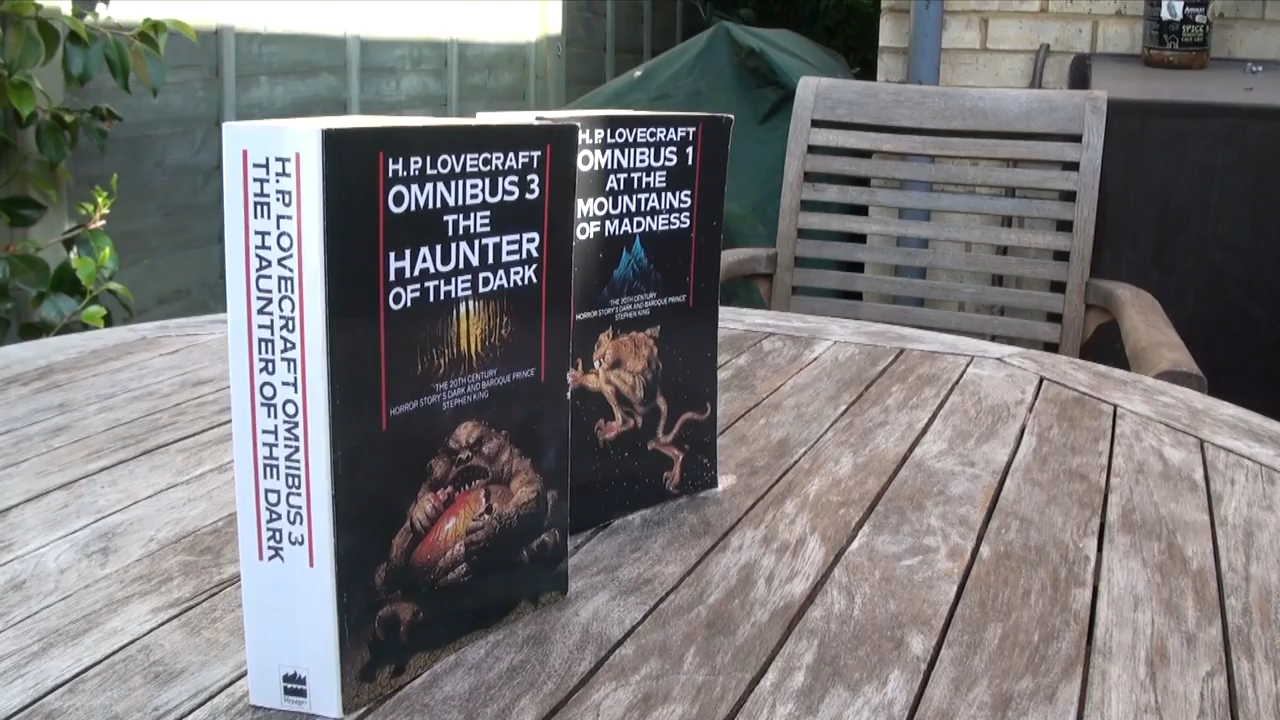 H.P. LOVECRAFT OMNIBUS 3
THE HAUNTER OF THE DARK
Voyager
H.P. LOVECRAFT
OMNIBUS 3
THE
HAUNTER
OF THE DARK
'THE 20TH CENTURY
HORROR STORY'S DARK AND BAROQUE PRINCE'
STEPHEN KING
H.P. LOVECRAFT
OMNIBUS 1
AT THE
MOUNTAINS
OF MADNESS
'THE 20TH CENTURY
HORROR STORY'S DARK AND BAROQUE PRINCE'
STEPHEN KING
SPICE